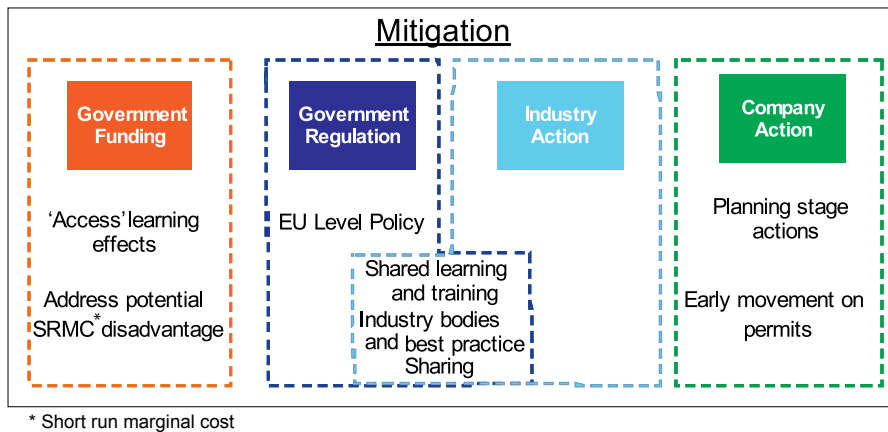 Mitigation
Government
Funding
‘Access’ learning
effects
Address potential
SRMC* disadvantage
Government
Regulation
EU Level Policy
Industry
Action
Shared learning
and training
Industry bodies
and best practice
Sharing
Company
Action
Planning stage
actions
Early movement on
permits
* Short run marginal cost